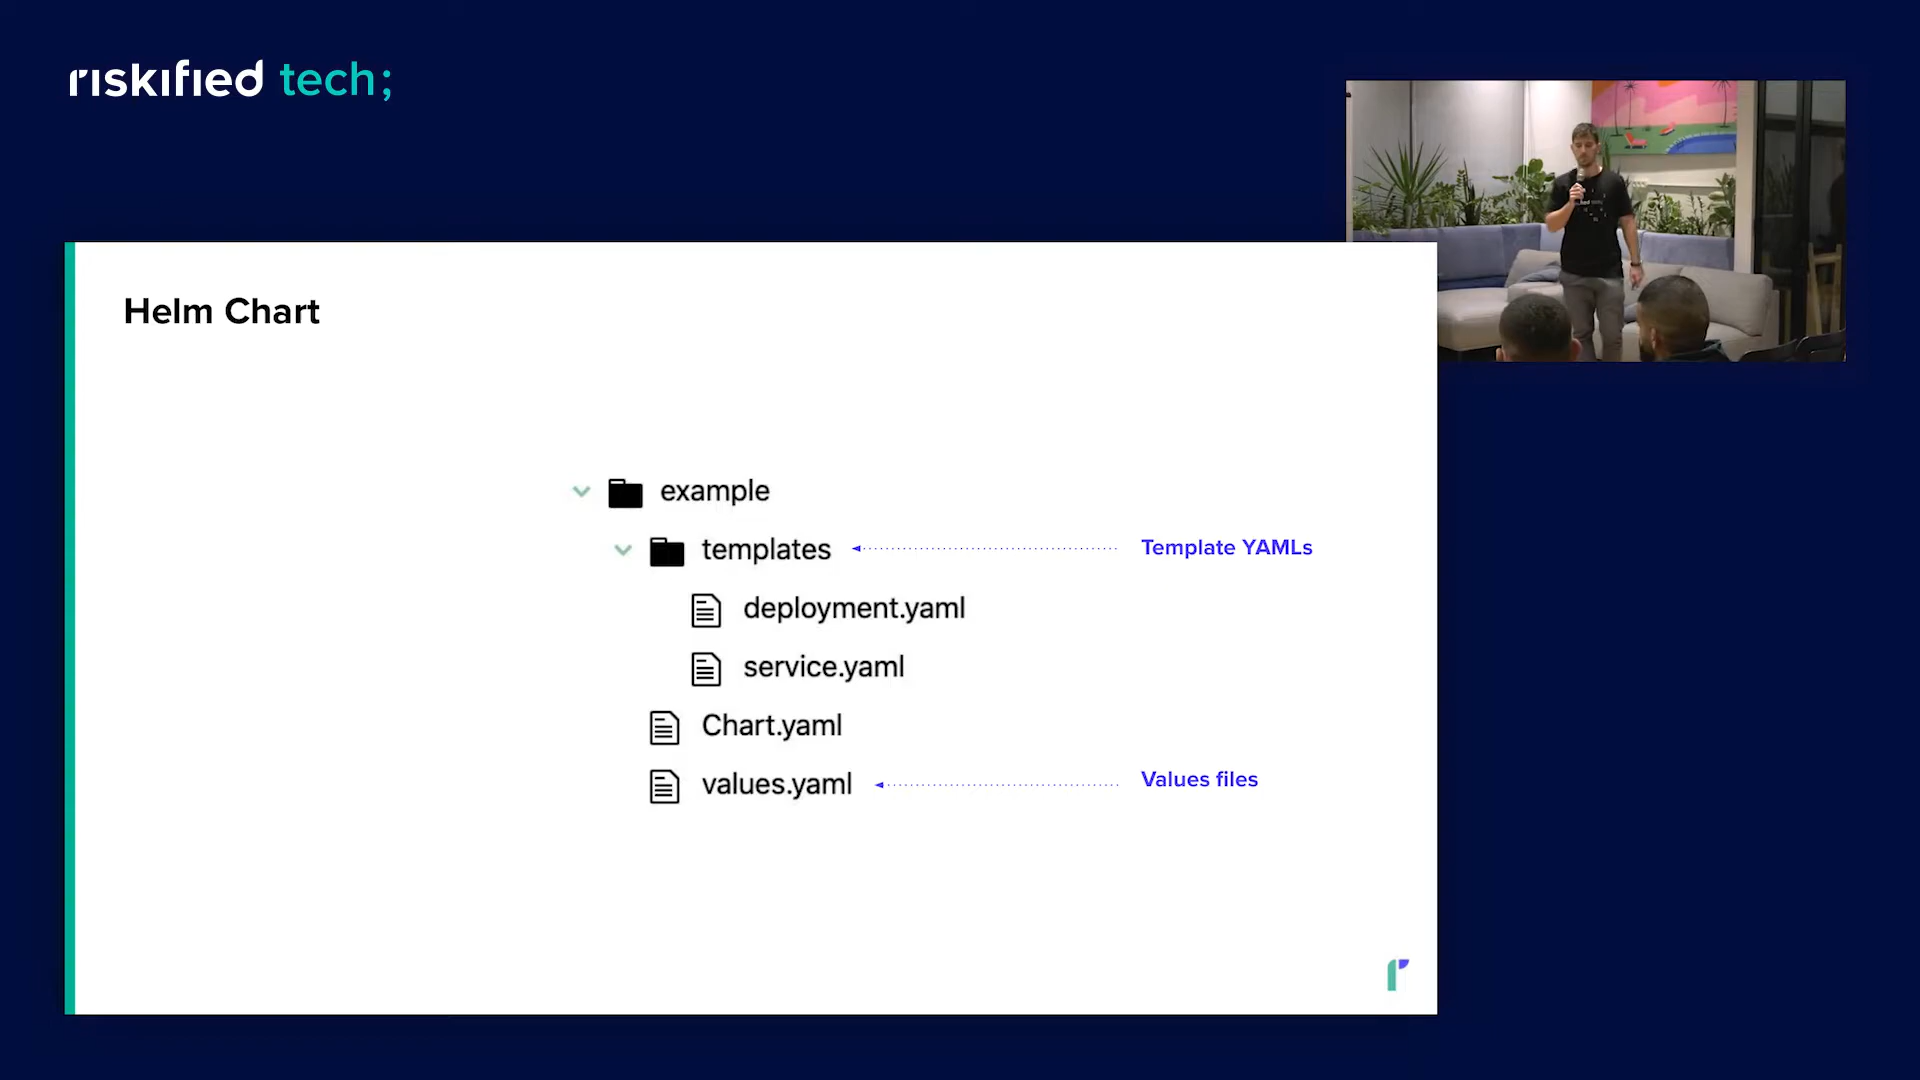 riskified tech;
Helm Chart
example
templates
Template YAMLs
deployment.yaml
service.yaml
Chart.yaml
values.yaml
Values files